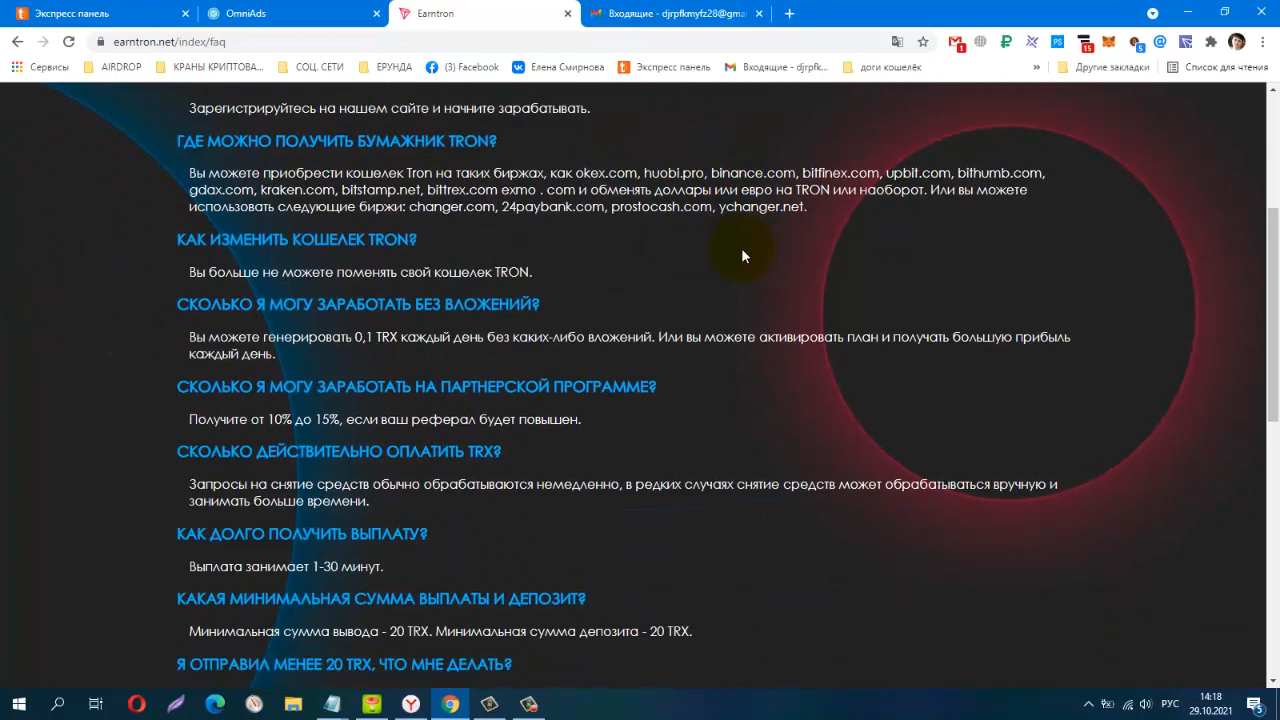 Экспресс панель
OmniAds
Earntron
Входящие - djrpfkmyfz28@gma
earntron.net/index/faq
Сервисы
AIRDROP
КРАНЫ КРИПТОВА...
СОЦ. СЕТИ
ЕРУНДА
(3) Facebook
Елена Смирнова
Экспресс панель
Входящие - djrpfk...
доги кошелёк
»
Другие закладки
Список для чтения
Зарегистрируйтесь на нашем сайте и начните зарабатывать.
ГДЕ МОЖНО ПОЛУЧИТЬ БУМАЖНИК TRON?
Вы можете приобрести кошелек Tron на таких биржах, как okex.com, huobi.pro, binance.com, bitfinex.com, upbit.com, bithumb.com,
gdax.com, kraken.com, bitstamp.net, bittrex.com exmo . com и обменять доллары или евро на TRON или наоборот. Или вы можете
использовать следующие биржи: changer.com, 24paybank.com, prostocash.com, ychanger.net.
КАК ИЗМЕНИТЬ КОШЕЛЕК TRON?
Вы больше не можете поменять свой кошелек TRON.
СКОЛЬКО Я МОГУ ЗАРАБОТАТЬ БЕЗ ВЛОЖЕНИЙ?
Вы можете генерировать 0,1 TRX каждый день без каких-либо вложений. Или вы можете активировать план и получать большую прибыль
каждый день.
СКОЛЬКО Я МОГУ ЗАРАБОТАТЬ НА ПАРТНЕРСКОЙ ПРОГРАММЕ?
Получите от 10% до 15%, если ваш реферал будет повышен.
СКОЛЬКО ДЕЙСТВИТЕЛЬНО ОПЛАТИТЬ TRX?
Запросы на снятие средств обычно обрабатываются немедленно, в редких случаях снятие средств может обрабатываться вручную и
занимать больше времени.
КАК ДОЛГО ПОЛУЧИТЬ ВЫПЛАТУ?
Выплата занимает 1-30 минут.
КАКАЯ МИНИМАЛЬНАЯ СУММА ВЫПЛАТЫ И ДЕПОЗИТ?
Минимальная сумма вывода - 20 TRX. Минимальная сумма депозита - 20 TRX.
Я ОТПРАВИЛ МЕНЕЕ 20 TRX, ЧТО МНЕ ДЕЛАТЬ?
РУС
14:18
29.10.2021